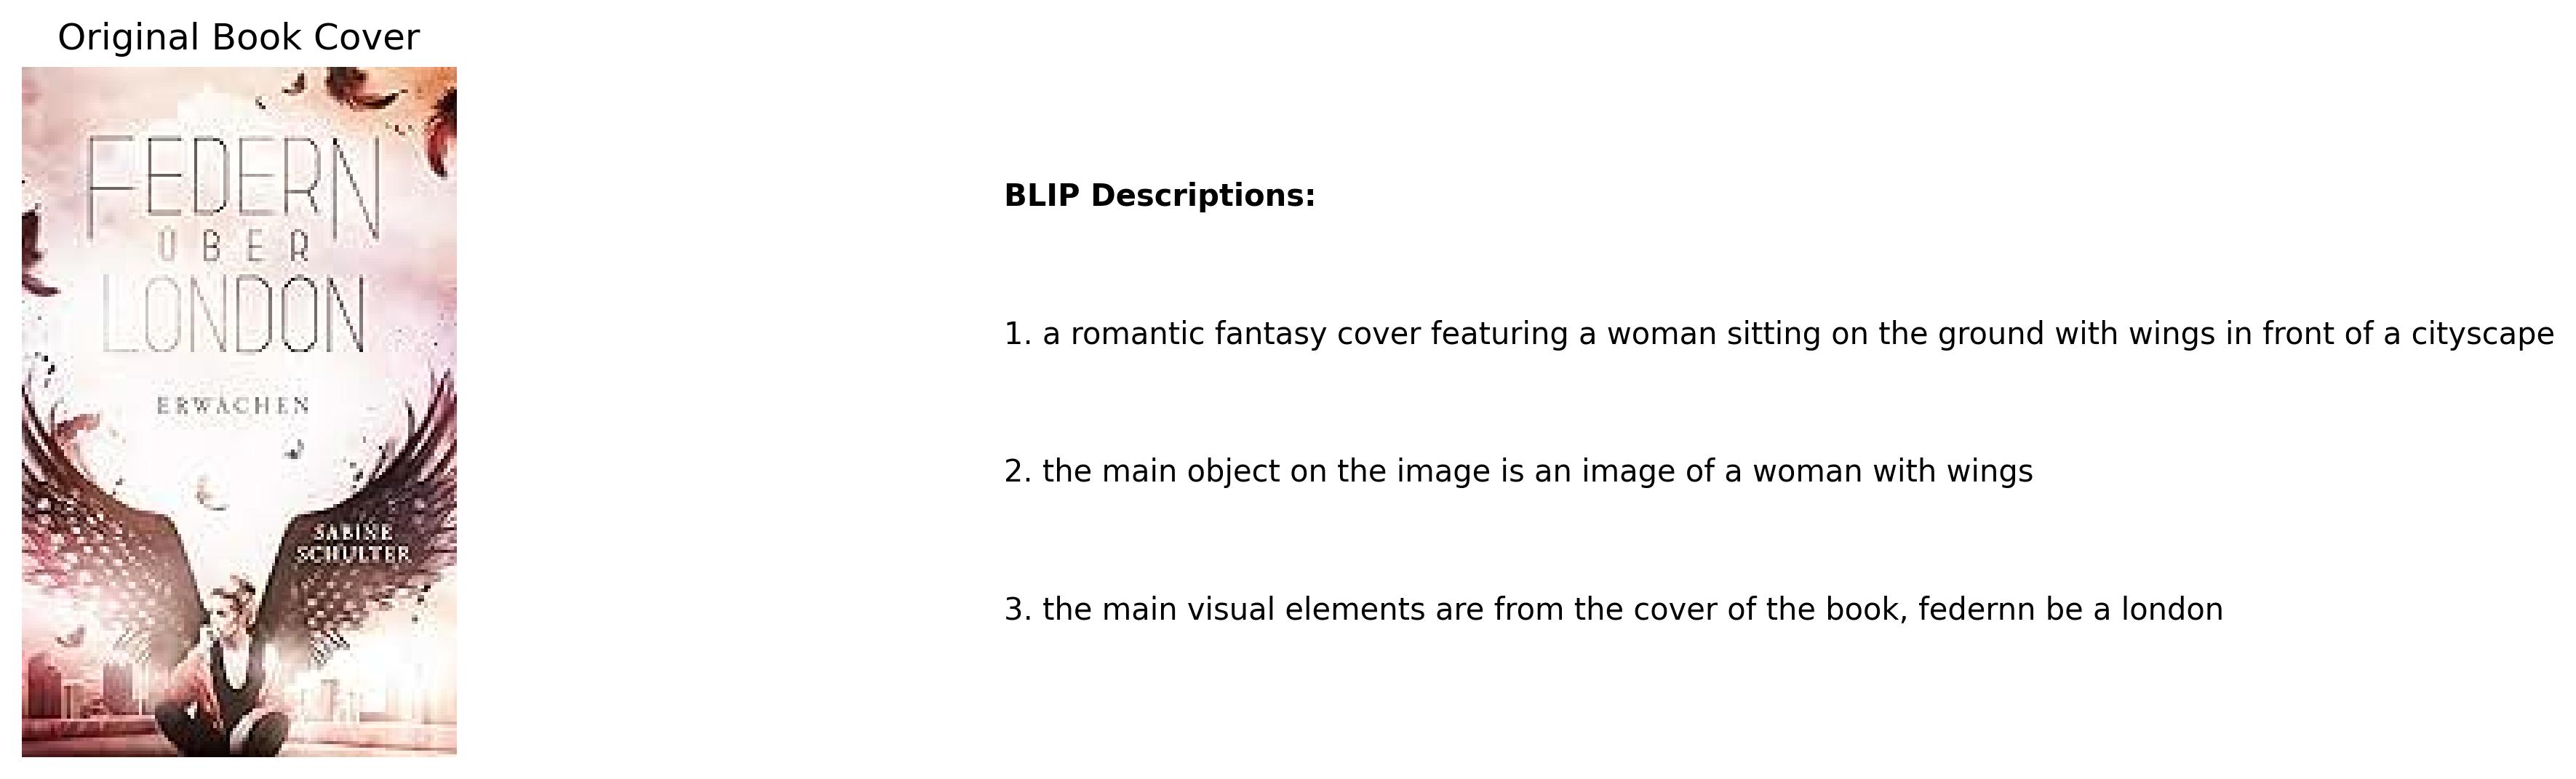 Original Book Cover
FEDERN
ÜBER
LONDON
ERWACHEN
SABINE
SCHULTER
BLIP Descriptions:
1. a romantic fantasy cover featuring a woman sitting on the ground with wings in front of a cityscape
2. the main object on the image is an image of a woman with wings
3. the main visual elements are from the cover of the book, federnn be a london